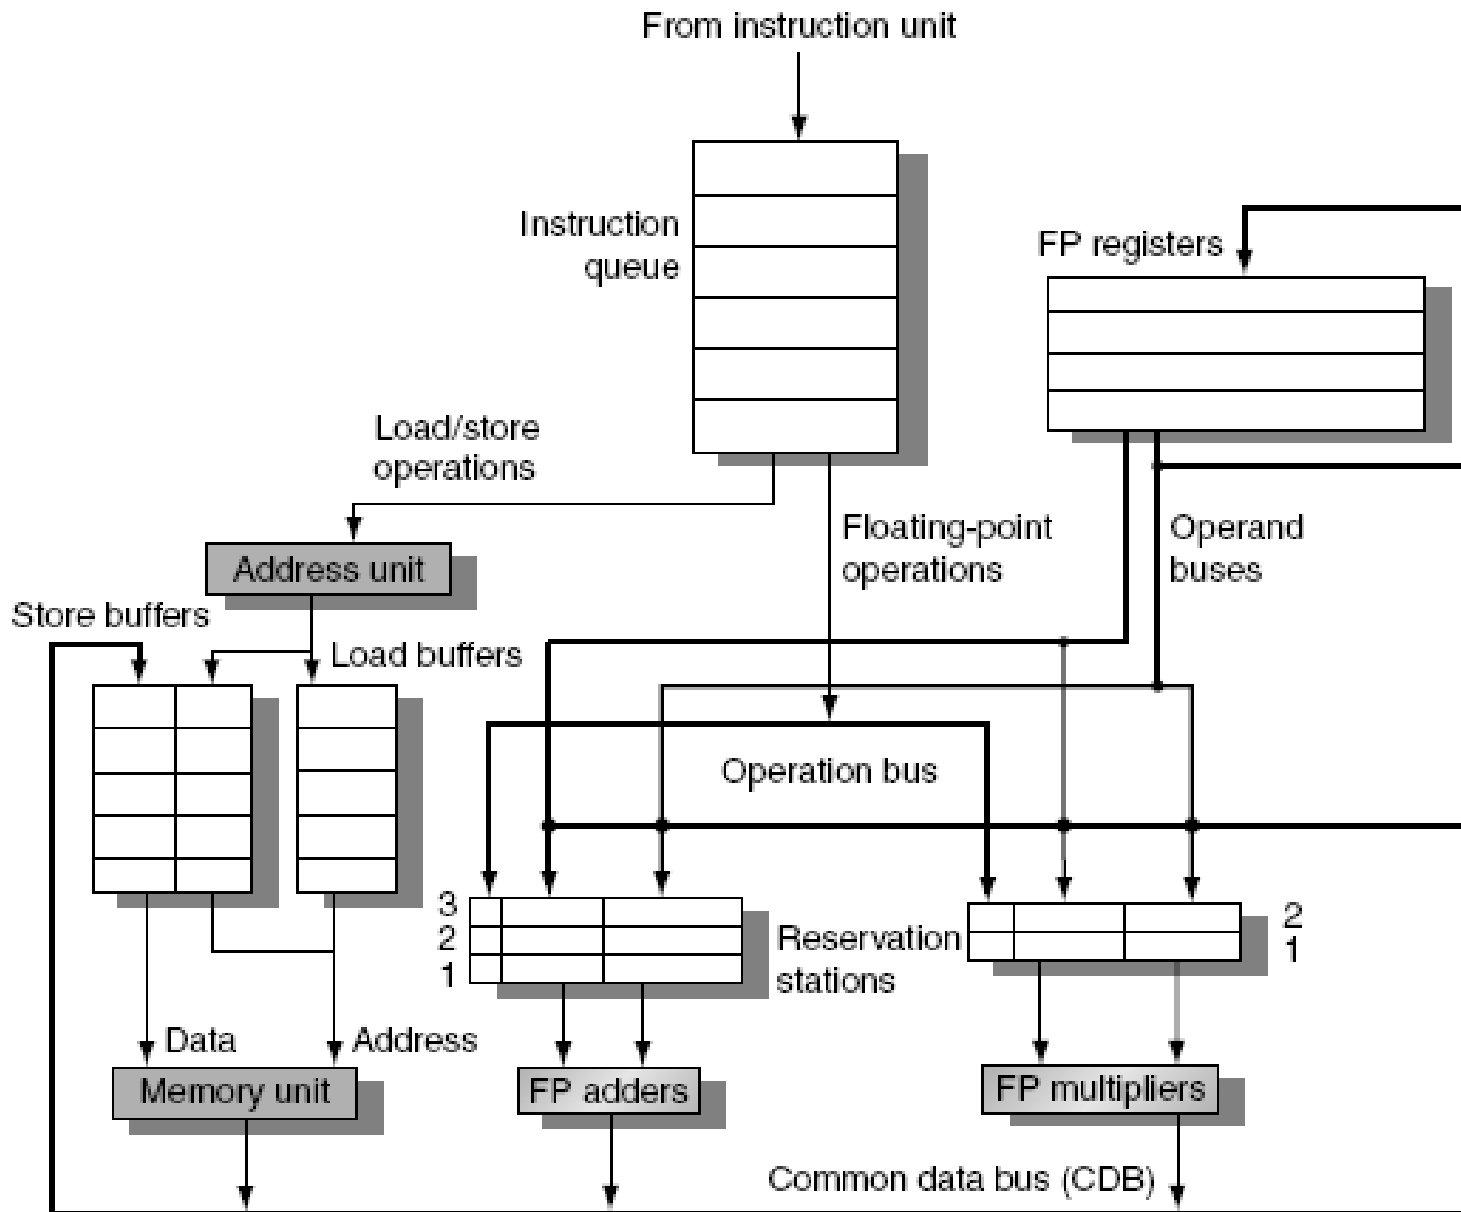 From instruction unit
Instruction
queue
FP registers
Load/store
operations
Floating-point
operations
Operand
buses
Address unit
Store buffers
Load buffers
Operation bus
3
2
1
Reservation
stations
2
1
Data
Address
Memory unit
FP adders
FP multipliers
Common data bus (CDB)